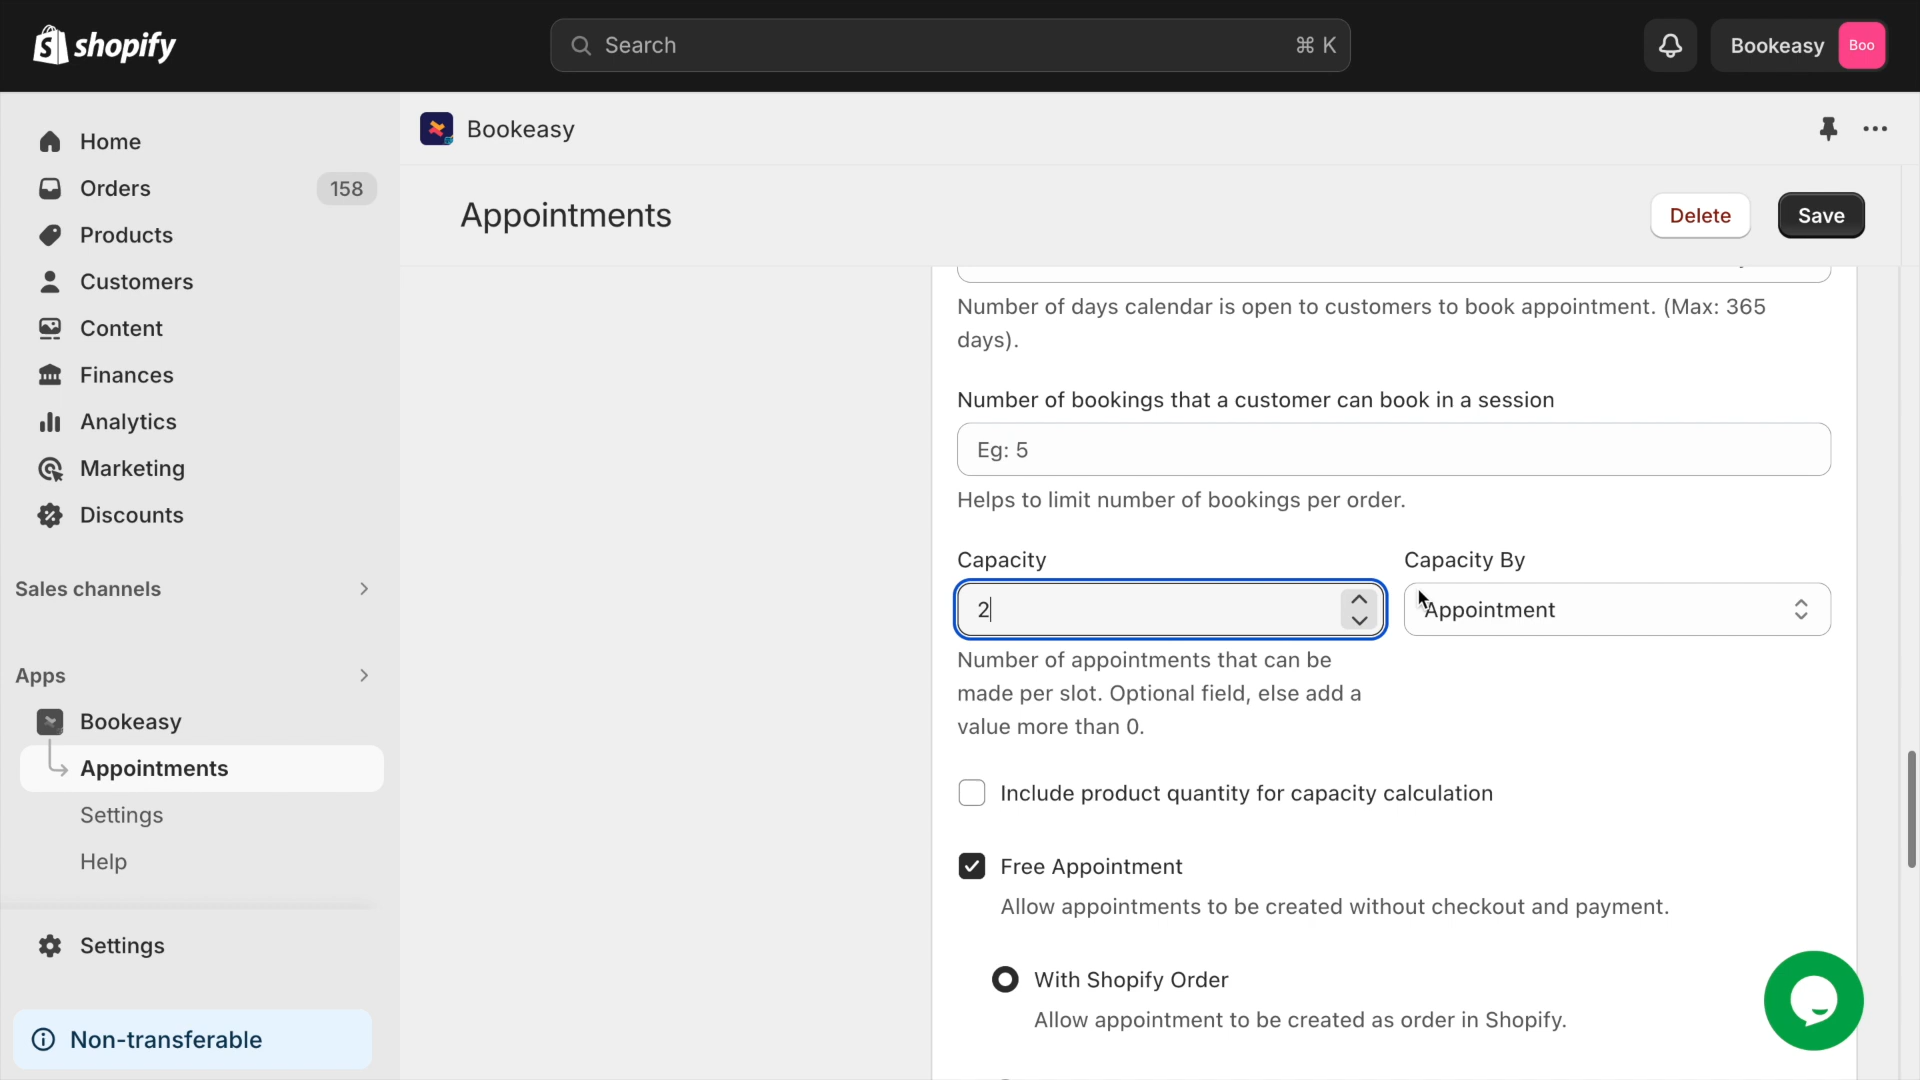 shopify
Search
⌘ K
Bookeasy
Boo
Home
Orders
158
Products
Customers
Content
Finances
Analytics
Marketing
Discounts
Sales channels
Apps
Bookeasy
Appointments
Settings
Help
Settings
Non-transferable
Bookeasy
Appointments
Delete
Save
Number of days calendar is open to customers to book appointment. (Max: 365
days).
Number of bookings that a customer can book in a session
Eg: 5
Helps to limit number of bookings per order.
Capacity
Capacity By
2
Appointment
Number of appointments that can be
made per slot. Optional field, else add a
value more than 0.
Include product quantity for capacity calculation
Free Appointment
Allow appointments to be created without checkout and payment.
With Shopify Order
Allow appointment to be created as order in Shopify.